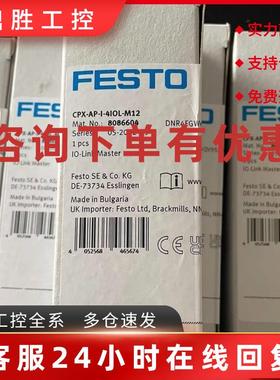 胜工控
实力
支持
免费
FESTO
CPX-AP-I-4IOL-M12
Mat. No.: 8086604
DNR4FGW
Series
05-20
1 pcs
IO-Link Master
咨询下单有优惠
Festo SE & Co. KG
DE-73734 Esslingen
Made in Bulgaria
UK Importer: Festo Ltd, Brackmills, NN
4 052568 465674
工控全系 多仓速发
客服24小时在线回复